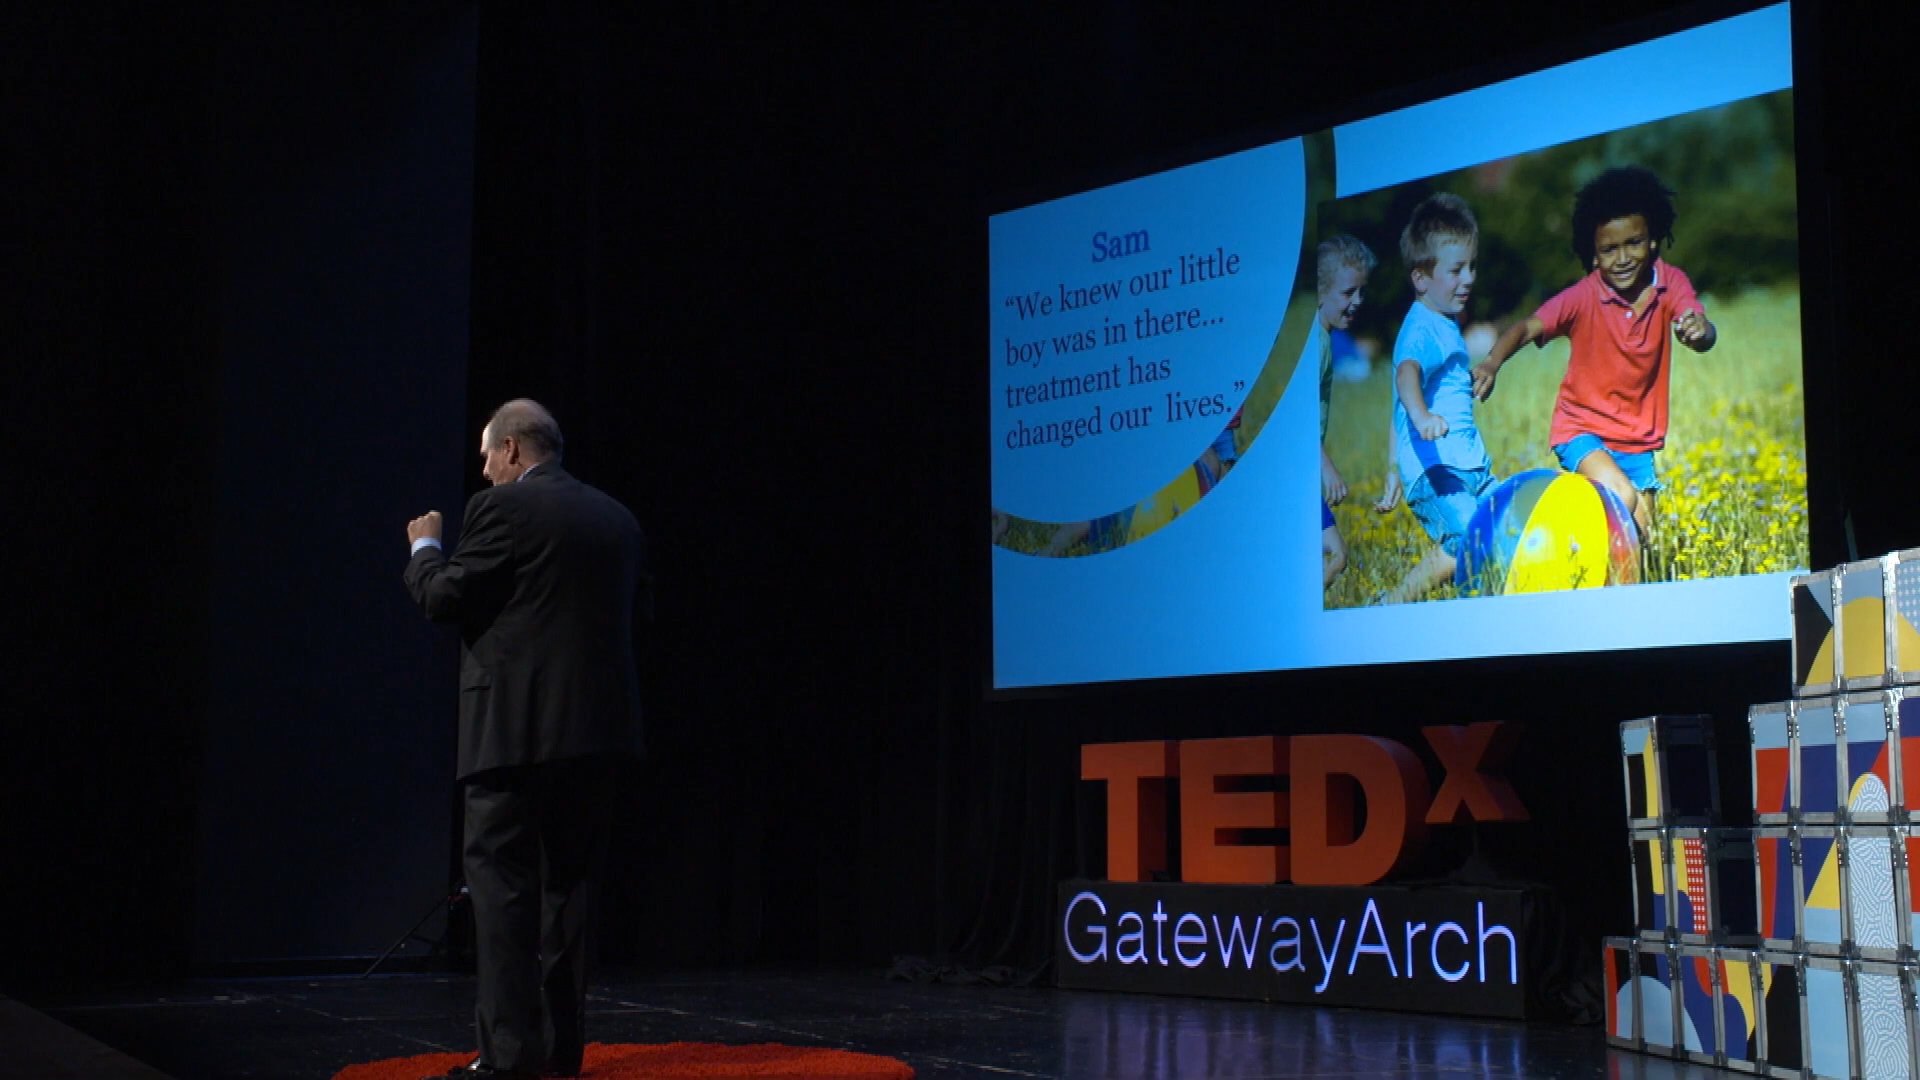 Sam
“We knew our little
boy was in there...
treatment has
changed our lives.”
TEDx
GatewayArch